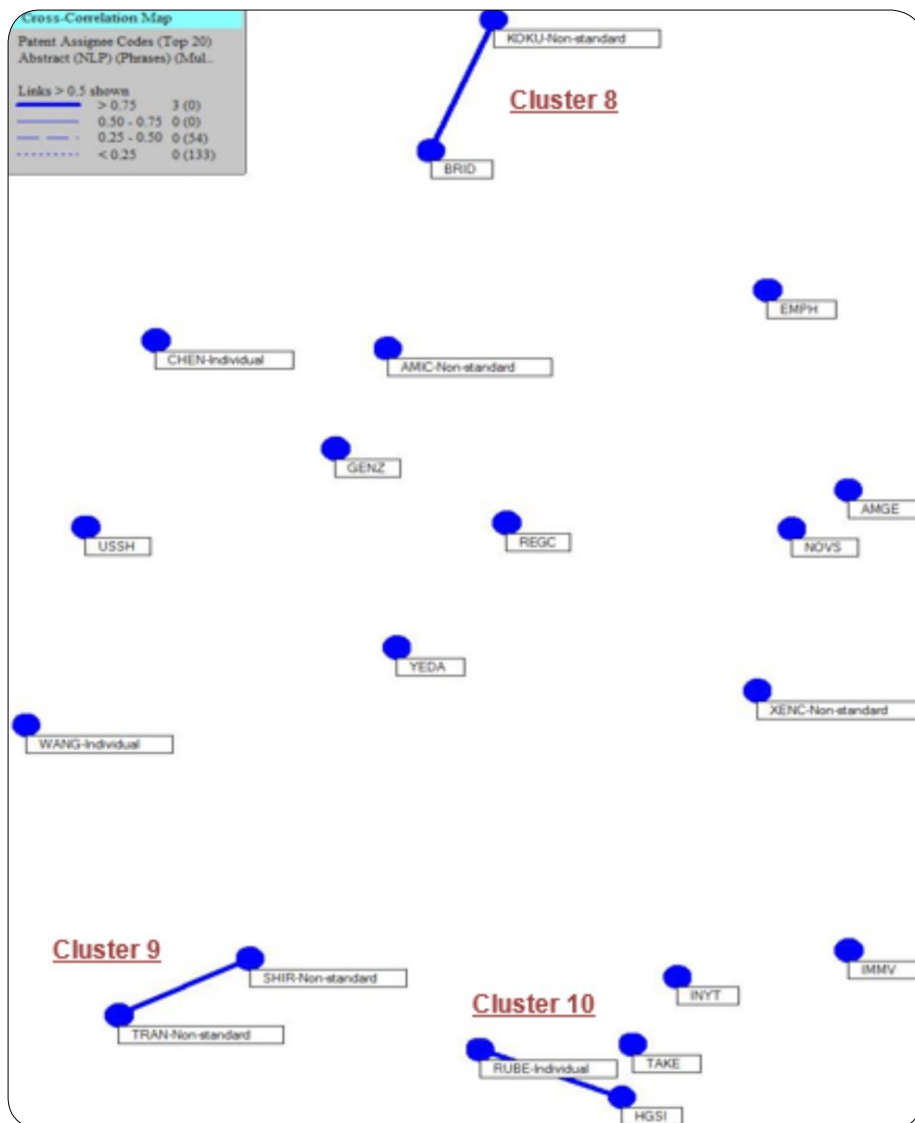 Cross-Correlation Map
Patent Assignee Codes (Top 20)
Abstract (NLP) (Phrases) (Mul...
Links > 0.5 shown
> 0.75 3 (0)
0.50 - 0.75 0 (0)
0.25 - 0.50 0 (54)
< 0.25 0 (133)
KOKU-Non-standard
Cluster 8
BRID
EMPH
CHEN-Individual
AMIC-Non-standard
GENZ
AMGE
USSH
REGC
NOVS
YEDA
XENC-Non-standard
WANG-Individual
Cluster 9
SHIR-Non-standard
IMMV
INYT
Cluster 10
TRAN-Non-standard
TAKE
RUBE-Individual
HGSI